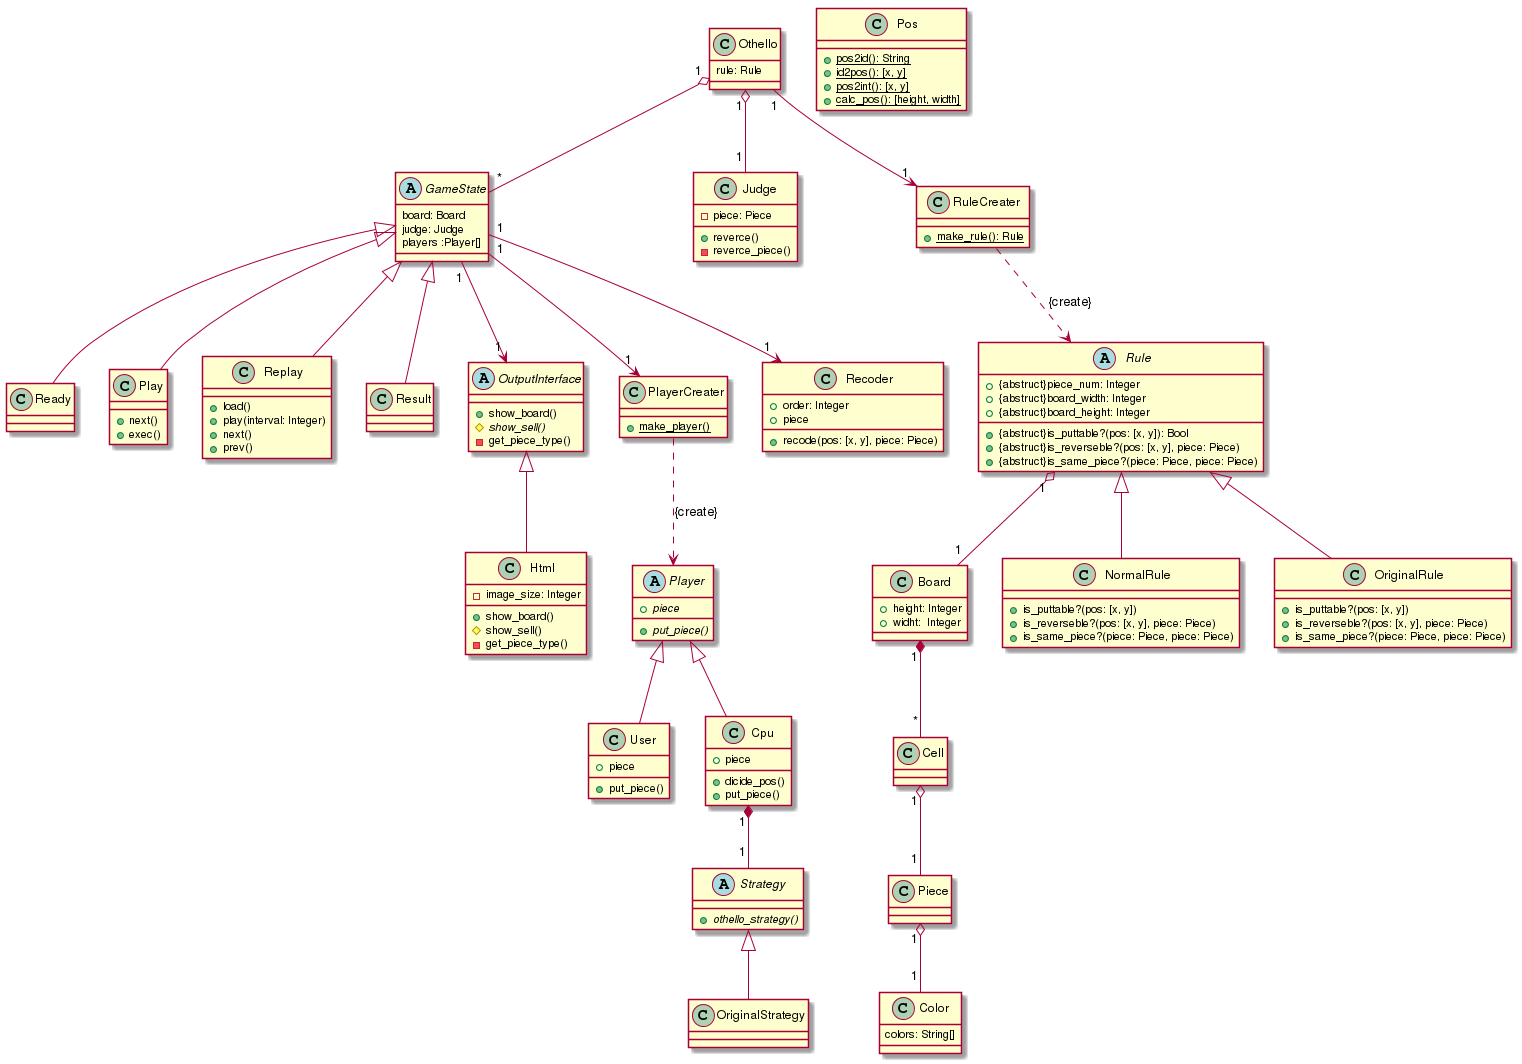 C Othello
rule: Rule
C Pos
pos2id(): String
id2pos(): [x, y]
pos2int(): [x, y]
calc_pos(): [height, width]
1
1
1
*
1
1
A GameState
board: Board
judge: Judge
players :Player[]
1
1
1
C Judge
piece: Piece
reverce()
reverce_piece()
C RuleCreater
make_rule(): Rule
{create}
1
1
1
C Ready
C Play
next()
exec()
C Replay
load()
play(interval: Integer)
next()
prev()
C Result
A OutputInterface
show_board()
show_sell()
get_piece_type()
C PlayerCreater
make_player()
C Recoder
order: Integer
piece
recode(pos: [x, y], piece: Piece)
A Rule
{abstract}piece_num: Integer
{abstract}board_width: Integer
{abstract}board_height: Integer
{abstract}is_puttable?(pos: [x, y]): Bool
{abstract}is_reverseble?(pos: [x, y], piece: Piece)
{abstract}is_same_piece?(piece: Piece, piece: Piece)
{create}
1
1
C Html
image_size: Integer
show_board()
show_sell()
get_piece_type()
A Player
piece
put_piece()
C Board
height: Integer
widht:  Integer
C NormalRule
is_puttable?(pos: [x, y])
is_reverseble?(pos: [x, y], piece: Piece)
is_same_piece?(piece: Piece, piece: Piece)
C OriginalRule
is_puttable?(pos: [x, y])
is_reverseble?(pos: [x, y], piece: Piece)
is_same_piece?(piece: Piece, piece: Piece)
1
*
C User
piece
put_piece()
C Cpu
piece
dicide_pos()
put_piece()
C Cell
1
1
1
1
A Strategy
othello_strategy()
C Piece
1
1
C OriginalStrategy
C Color
colors: String[]